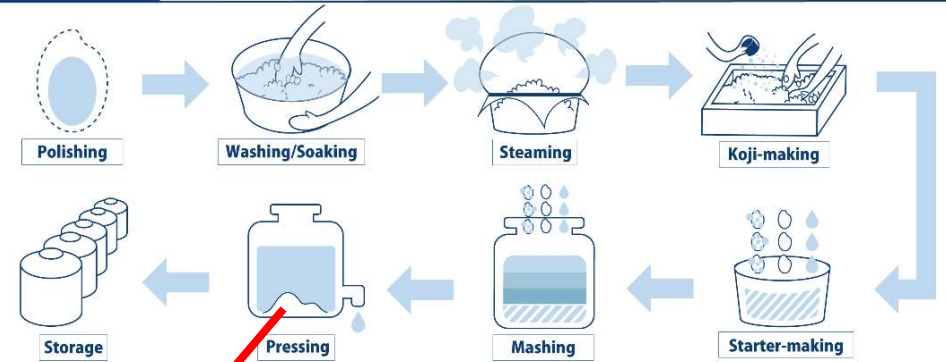 Polishing
Washing/Soaking
Steaming
Koji-making
Storage
Pressing
Mashing
Starter-making